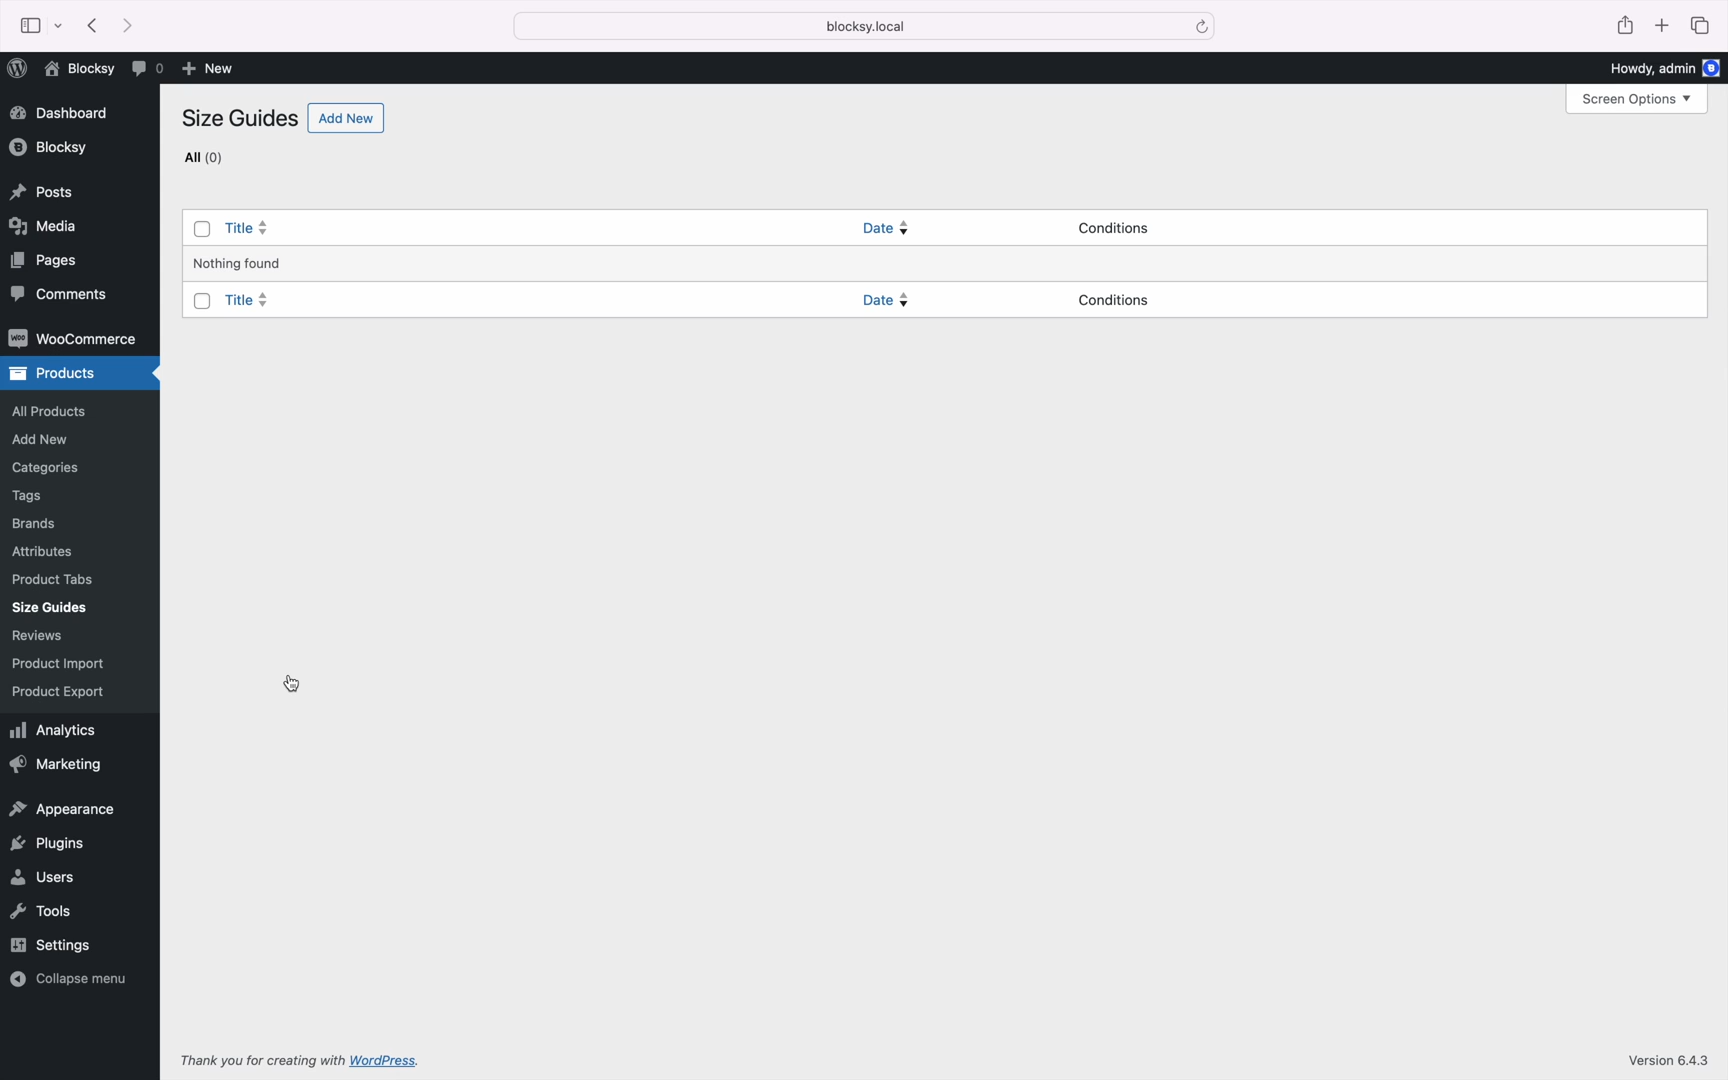 blocksy.local
Blocksy 0 New Howdy, admin
Screen Options
Dashboard
Blocksy
Posts
Media
Pages
Comments
WooCommerce
Products
All Products
Add New
Categories
Tags
Brands
Attributes
Product Tabs
Size Guides
Reviews
Product Import
Product Export
Analytics
Marketing
Appearance
Plugins
Users
Tools
Settings
Collapse menu
Size Guides Add New
All (0)
Title Date Conditions
Nothing found
Title Date Conditions
Thank you for creating with WordPress. Version 6.4.3